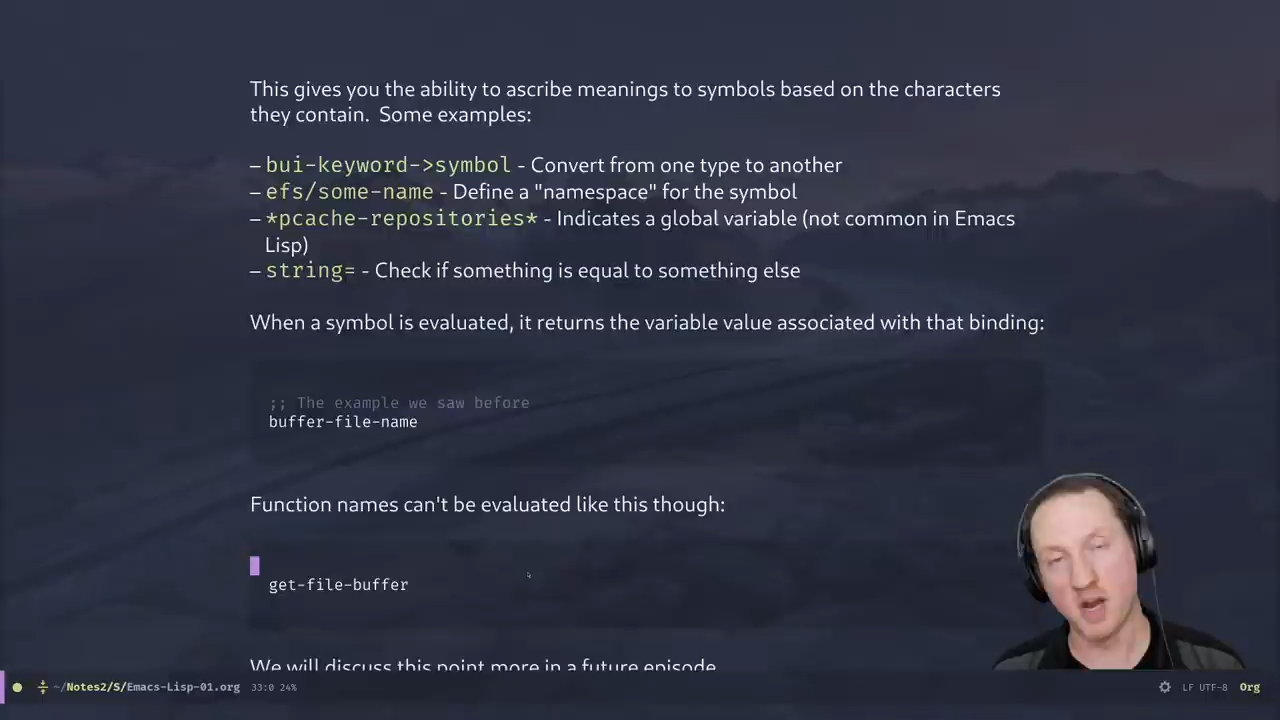 This gives you the ability to ascribe meanings to symbols based on the characters
they contain.  Some examples:
– bui-keyword->symbol - Convert from one type to another
– efs/some-name - Define a "namespace" for the symbol
– *pcache-repositories* - Indicates a global variable (not common in Emacs
Lisp)
– string= - Check if something is equal to something else
When a symbol is evaluated, it returns the variable value associated with that binding:
;; The example we saw before
buffer-file-name
Function names can't be evaluated like this though:
get-file-buffer
We will discuss this point more in a future episode
~/Notes2/S/Emacs-Lisp-01.org 33:0 24% LF UTF-8 Org